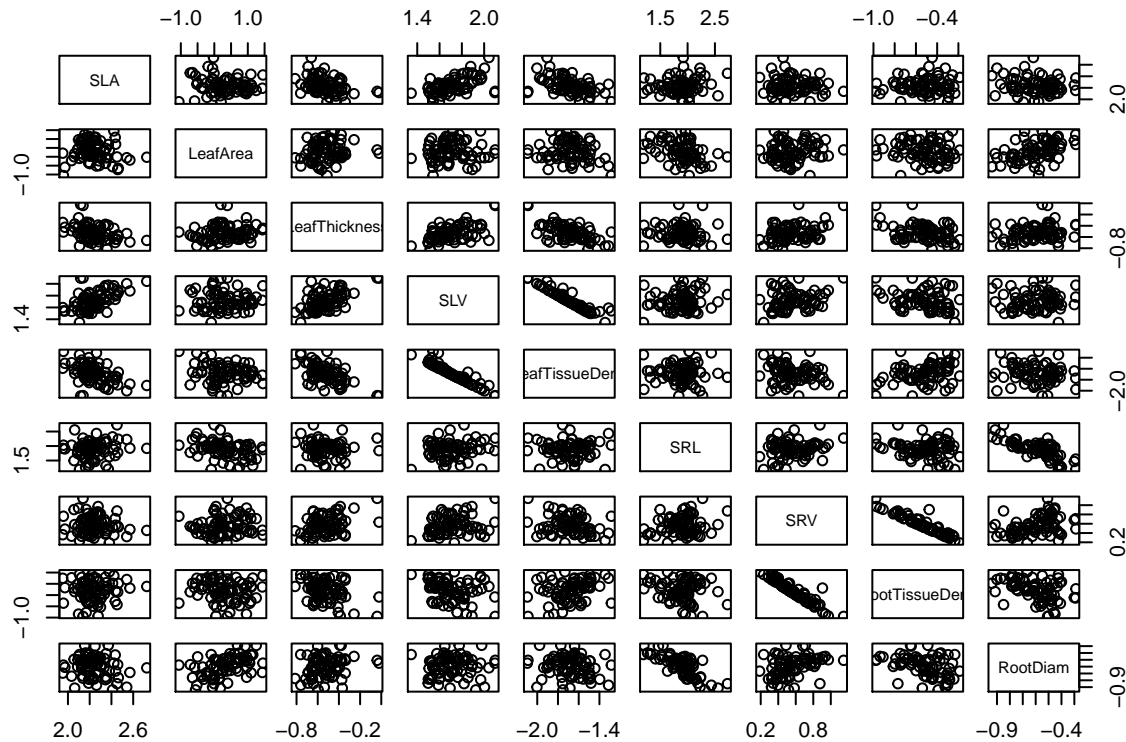 −1.0 1.0 1.4 2.0 1.5 2.5 −1.0 −0.4
SLA 2.0
−1.0 LeafArea
LeafThickness −0.8
1.4 SLV
eafTissueDen −2.0
1.5 SRL
SRV 0.2
−1.0 ootTissueDen
RootDiam −0.9
2.0 2.6 −0.8 −0.2 −2.0 −1.4 0.2 0.8 −0.9 −0.4